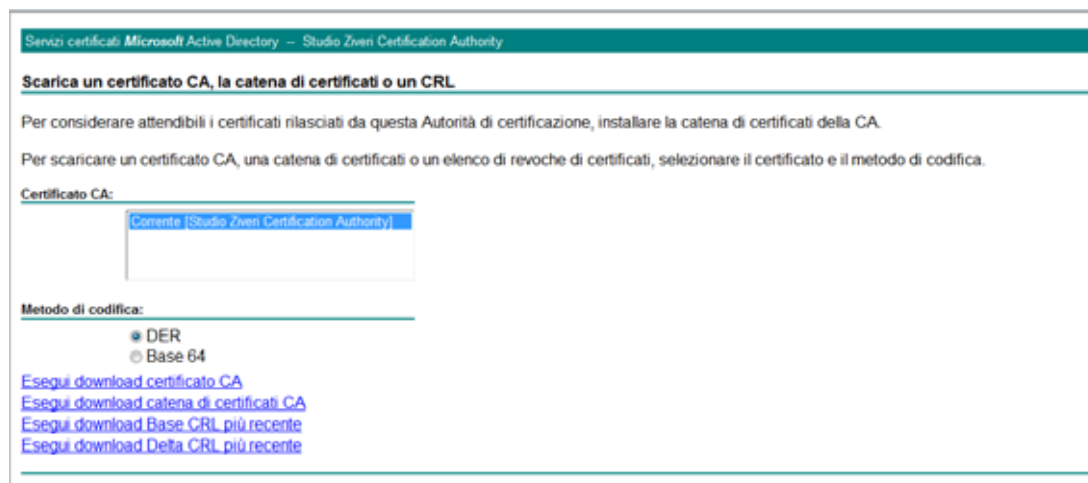 Servizi certificati Microsoft Active Directory -- Studio Ziveri Certification Authority
Scarica un certificato CA, la catena di certificati o un CRL
Per considerare attendibili i certificati rilasciati da questa Autorità di certificazione, installare la catena di certificati della CA.
Per scaricare un certificato CA, una catena di certificati o un elenco di revoche di certificati, selezionare il certificato e il metodo di codifica.
Certificato CA:
Corrente [Studio Ziveri Certification Authority]
Metodo di codifica:
DER
Base 64
Esegui download certificato CA
Esegui download catena di certificati CA
Esegui download Base CRL più recente
Esegui download Delta CRL più recente